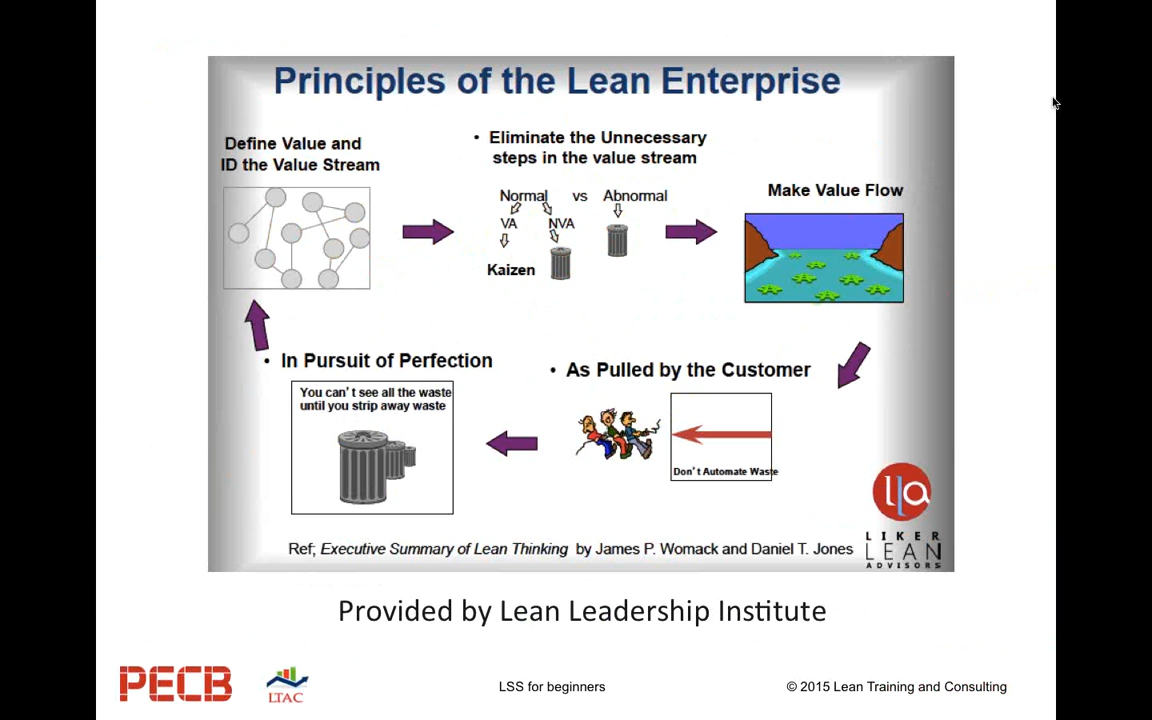 Principles of the Lean Enterprise
Define Value and
ID the Value Stream
• Eliminate the Unnecessary
steps in the value stream
Normal vs Abnormal
VA NVA
Kaizen
Make Value Flow
• In Pursuit of Perfection
You can't see all the waste
until you strip away waste
• As Pulled by the Customer
Don't Automate Waste
lla
LIKER
LEAN
ADVISORS
Ref; Executive Summary of Lean Thinking by James P. Womack and Daniel T. Jones
Provided by Lean Leadership Institute
PECB
LTAC
LSS for beginners
© 2015 Lean Training and Consulting